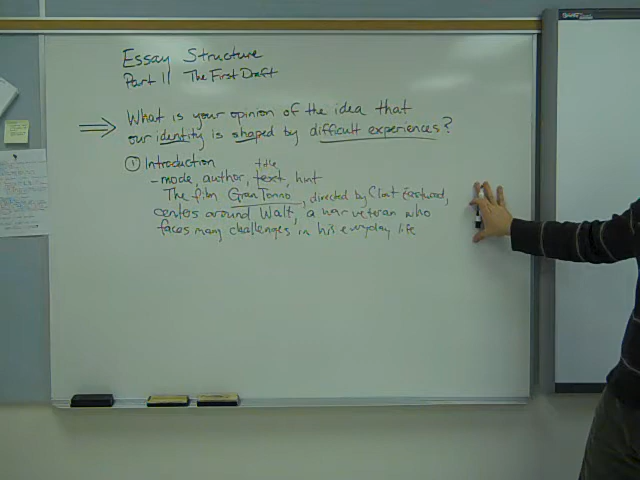 Essay Structure
Part II The First Draft
What is your opinion of the idea that
our identity is shaped by difficult experiences?
① Introduction
title
- mode, author, text, hint
The film Gran Torino, directed by Clint Eastwood,
centes around Walt, a war veteran who
faces many challenges in his everyday life